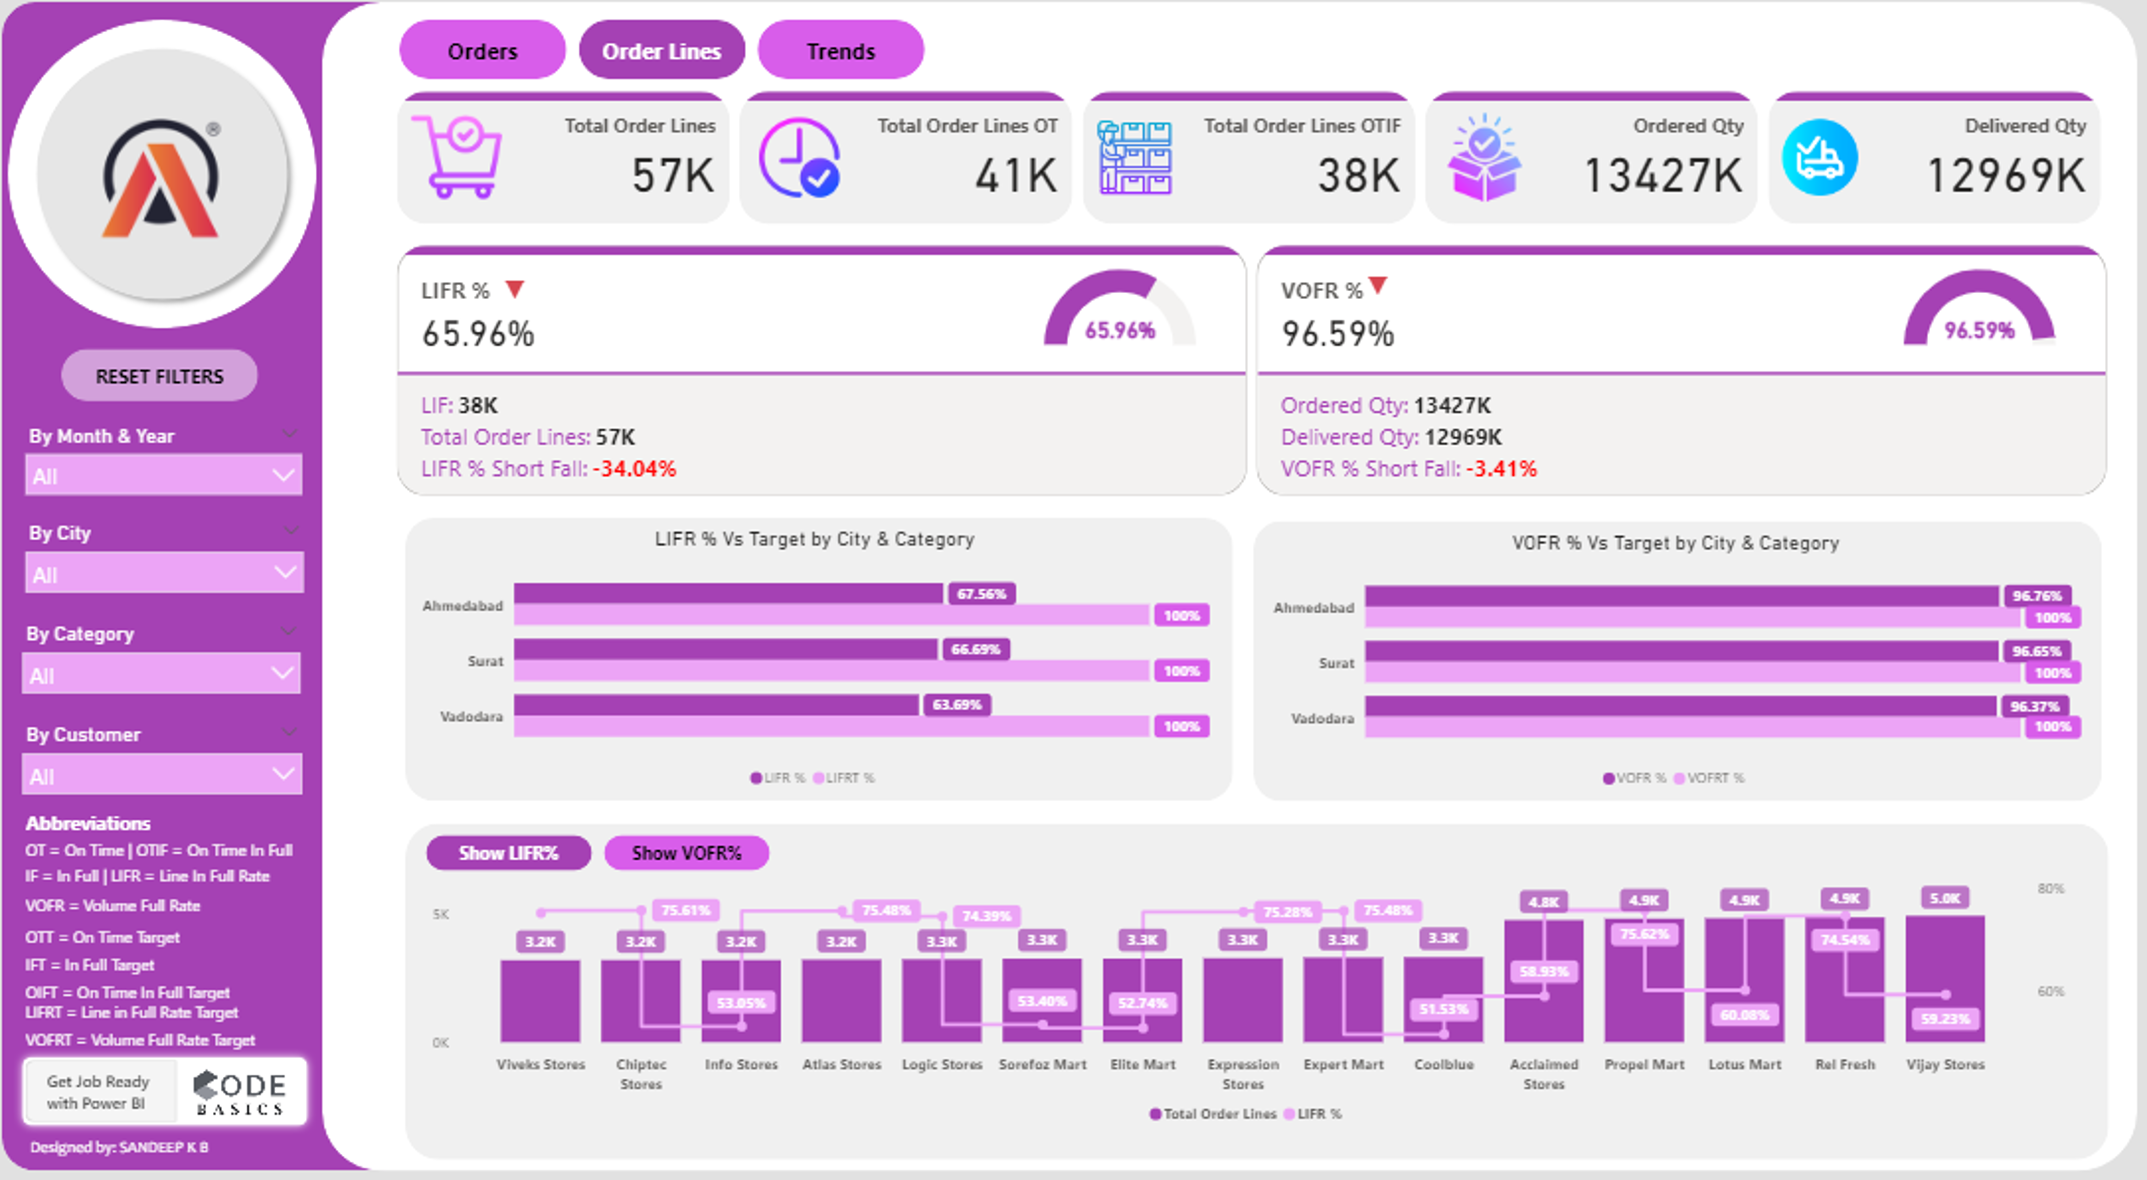 Orders
Order Lines
Trends
®
Total Order Lines
57K
Total Order Lines OT
41K
Total Order Lines OTIF
38K
Ordered Qty
13427K
Delivered Qty
12969K
LIFR %
65.96%
65.96%
LIF: 38K
Total Order Lines: 57K
LIFR % Short Fall: -34.04%
VOFR %
96.59%
96.59%
Ordered Qty: 13427K
Delivered Qty: 12969K
VOFR % Short Fall: -3.41%
RESET FILTERS
By Month & Year
All
By City
All
By Category
All
By Customer
All
Abbreviations
OT = On Time | OTIF = On Time In Full
IF = In Full | LIFR = Line In Full Rate
VOFR = Volume Full Rate
OTT = On Time Target
IFT = In Full Target
OIFT = On Time In Full Target
LIFRT = Line in Full Rate Target
VOFRT = Volume Full Rate Target
Get Job Ready
with Power BI
CODE
BASICS
Designed by: SANDEEP K B
LIFR % Vs Target by City & Category
Ahmedabad
67.56%
100%
Surat
66.69%
100%
Vadodara
63.69%
100%
LIFR % LIFRT %
VOFR % Vs Target by City & Category
Ahmedabad
96.76%
100%
Surat
96.65%
100%
Vadodara
96.37%
100%
VOFR % VOFRT %
Show LIFR%
Show VOFR%
5K
0K
80%
60%
75.61% 75.48% 74.39% 75.28% 75.48%
4.8K 4.9K 4.9K 4.9K 5.0K
3.2K 3.2K 3.2K 3.2K 3.3K 3.3K 3.3K 3.3K 3.3K 3.3K
75.62% 74.54%
53.05% 53.40% 52.74% 51.53% 58.93% 60.08% 59.23%
Viveks Stores
Chiptec
Stores
Info Stores
Atlas Stores
Logic Stores
Sorefoz Mart
Elite Mart
Expression
Stores
Expert Mart
Coolblue
Acclaimed
Stores
Propel Mart
Lotus Mart
Rel Fresh
Vijay Stores
Total Order Lines LIFR %